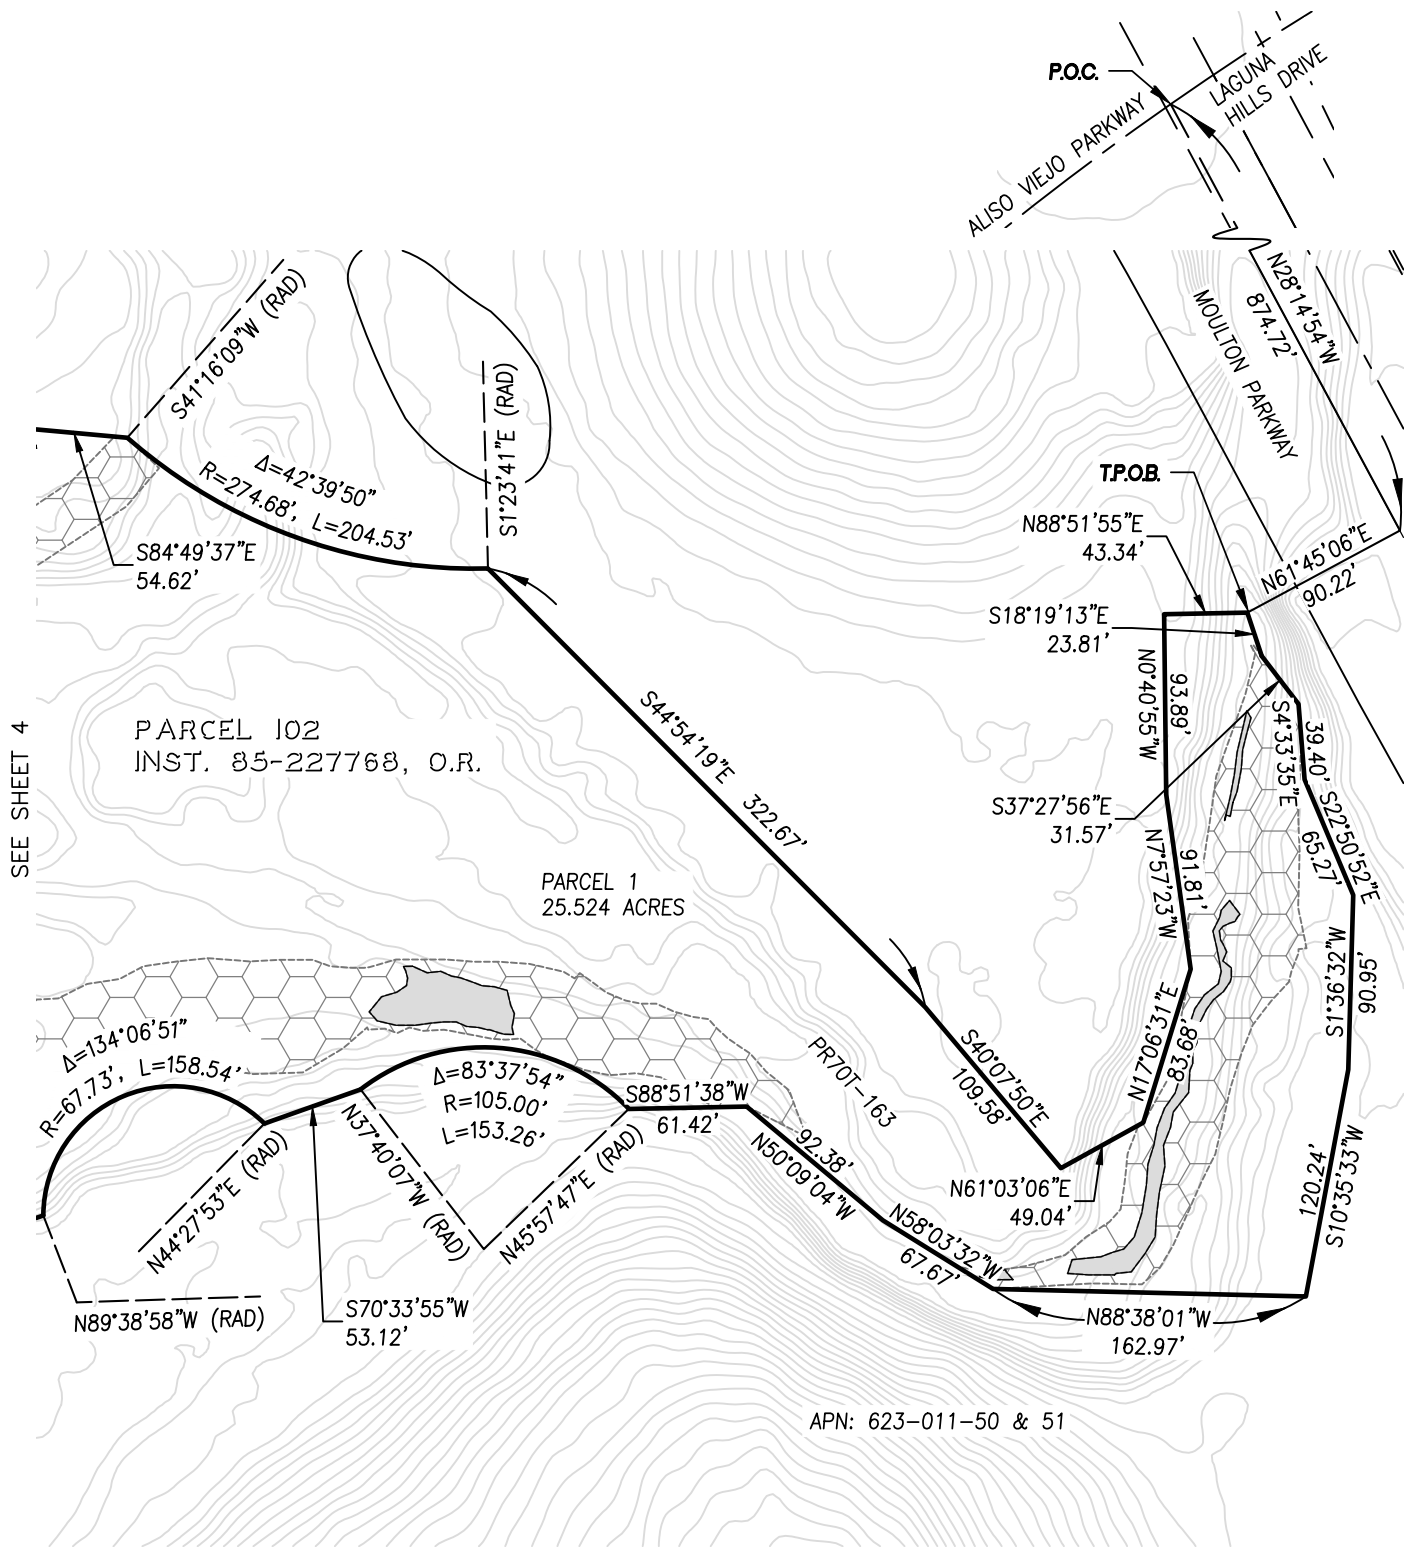 P.O.C.
LAGUNA
HILLS DRIVE
ALISO VIEJO PARKWAY
N28°14'54"W
874.72'
MOULTON PARKWAY
S41°16'09"W (RAD)
S1°23'41"E (RAD)
Δ=42°39'50"
R=274.68', L=204.53'
S84°49'37"E
54.62'
T.P.O.B.
N88°51'55"E
43.34'
N61°45'06"E
90.22'
S18°19'13"E
23.81'
N0°40'55"W
93.89'
S4°33'35"E
39.40'
S44°54'19"E 322.67'
SEE SHEET 4
PARCEL 102
INST. 85-227768, O.R.
S37°27'56"E
31.57'
S22°50'52"E
65.27'
N7°57'23"W
91.81'
PARCEL 1
25.524 ACRES
S1°36'32"W
90.95'
N17°06'31"E
83.68'
Δ=134°06'51"
R=67.73', L=158.54'
Δ=83°37'54"
R=105.00'
L=153.26'
S88°51'38"W
61.42'
PR70T-163
S40°07'50"E
109.58'
92.38'
N50°09'04"W
N44°27'53"E (RAD)
N37°40'07"W (RAD)
N45°57'47"E (RAD)
N61°03'06"E
49.04'
120.24'
S10°35'33"W
N58°03'32"W
67.67'
N89°38'58"W (RAD)
S70°33'55"W
53.12'
N88°38'01"W
162.97'
APN: 623-011-50 & 51